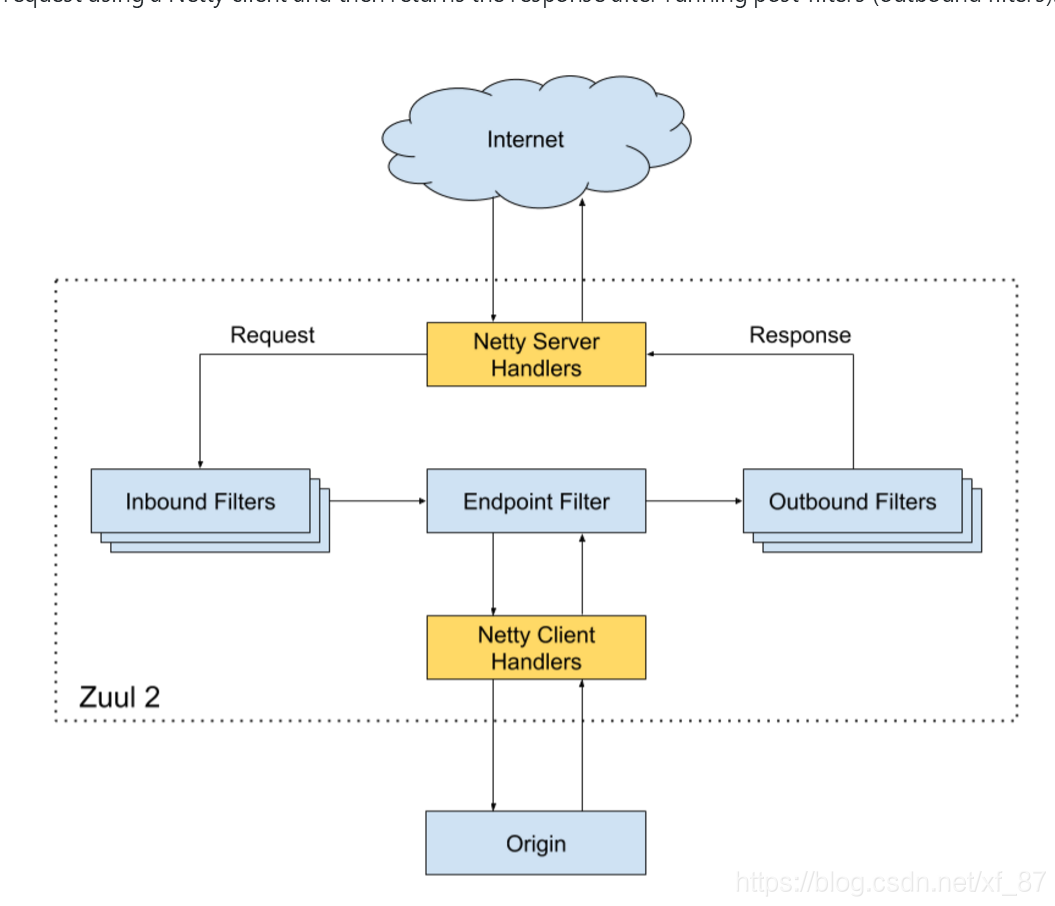 request using a Netty client and then returns the response after running post-filters (outbound filters).
Internet
Request
Netty Server
Handlers
Response
Inbound Filters
Endpoint Filter
Outbound Filters
Netty Client
Handlers
Zuul 2
Origin
https://blog.csdn.net/xf_87